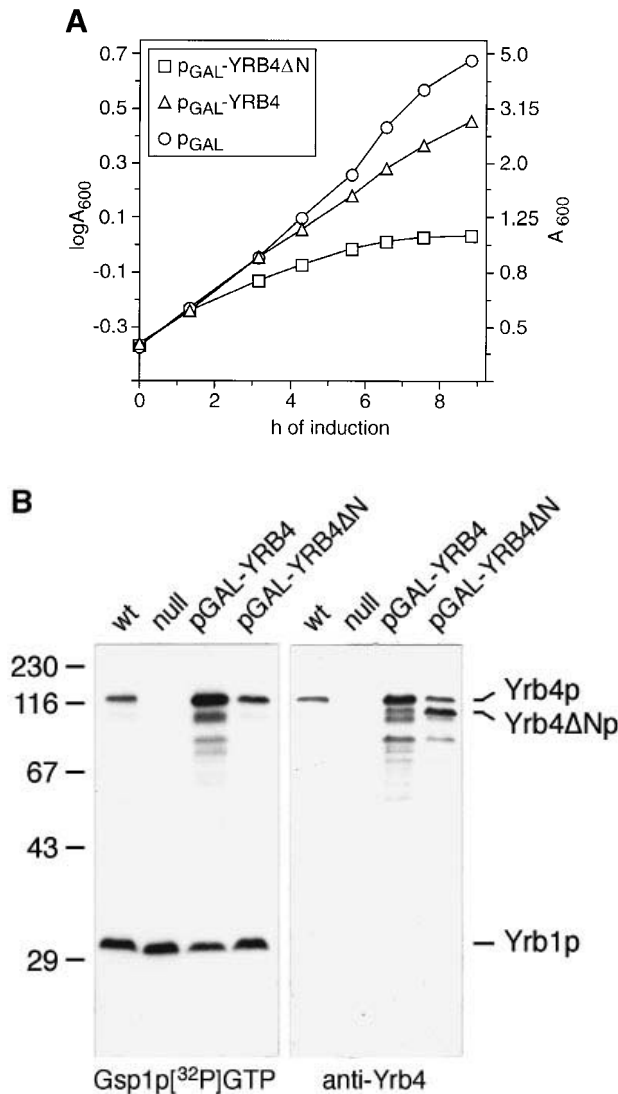 A
pGAL-YRB4ΔN
pGAL-YRB4
pGAL
0.7
0.5
0.3
0.1
-0.1
-0.3
logA600
5.0
3.15
2.0
1.25
0.8
0.5
A 600
0 2 4 6 8
h of induction
B
wt null pGAL-YRB4 pGAL-YRB4ΔN wt null pGAL-YRB4 pGAL-YRB4ΔN
230
116
67
43
29
Yrb4p
Yrb4ΔNp
Yrb1p
Gsp1p[32P]GTP anti-Yrb4